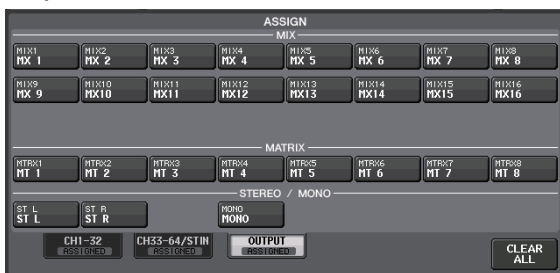 ASSIGN
MIX
MIX1 MIX2 MIX3 MIX4 MIX5 MIX6 MIX7 MIX8
MX 1 MX 2 MX 3 MX 4 MX 5 MX 6 MX 7 MX 8
MIX9 MIX10 MIX11 MIX12 MIX13 MIX14 MIX15 MIX16
MX 9 MX10 MX11 MX12 MX13 MX14 MX15 MX16
MATRIX
MTRX1 MTRX2 MTRX3 MTRX4 MTRX5 MTRX6 MTRX7 MTRX8
MT 1 MT 2 MT 3 MT 4 MT 5 MT 6 MT 7 MT 8
STEREO / MONO
ST L ST R MONO
ST L ST R MONO
CH1-32 CH33-64/STIN OUTPUT
ASSIGNED ASSIGNED ASSIGNED
CLEAR
ALL